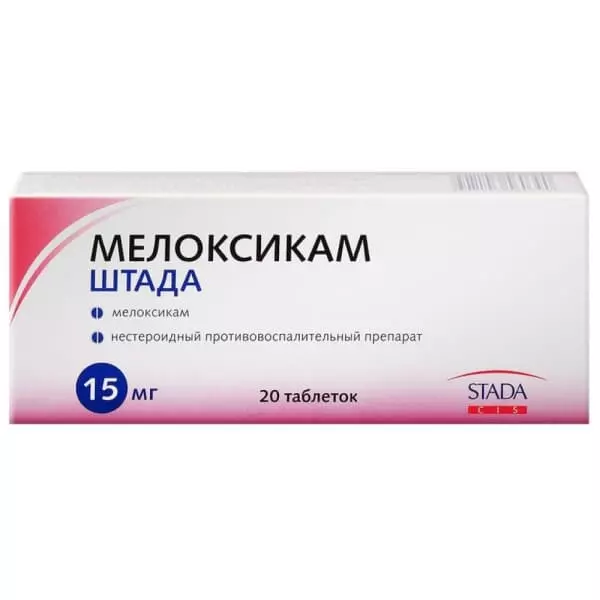 МЕЛОКСИКАМ
ШТАДА
мелоксикам
нестероидный противовоспалительный препарат
15 мг
20 таблеток
STADA
CIS